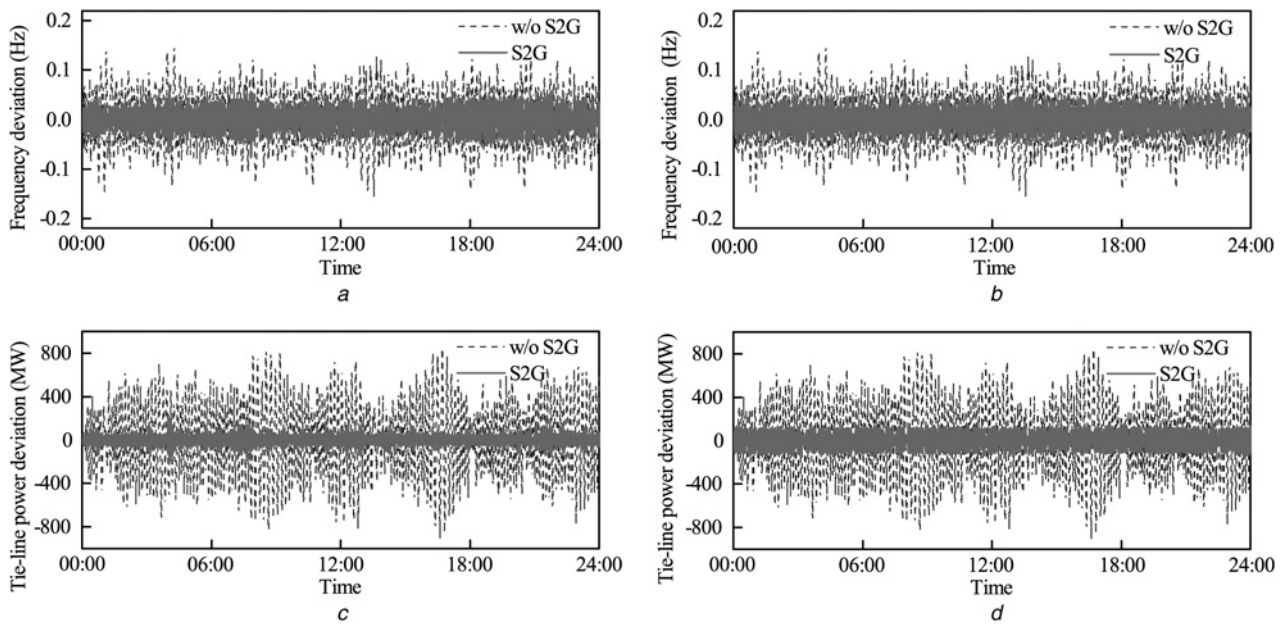 0.2
0.1
0.0
-0.1
-0.2
Frequency deviation (Hz)
w/o S2G
S2G
00:00 06:00 12:00 18:00 24:00
Time
a
0.2
0.1
0.0
-0.1
-0.2
Frequency deviation (Hz)
w/o S2G
S2G
00:00 06:00 12:00 18:00 24:00
Time
b
800
400
0
-400
-800
Tie-line power deviation (MW)
w/o S2G
S2G
00:00 06:00 12:00 18:00 24:00
Time
c
800
400
0
-400
-800
Tie-line power deviation (MW)
w/o S2G
S2G
00:00 06:00 12:00 18:00 24:00
Time
d